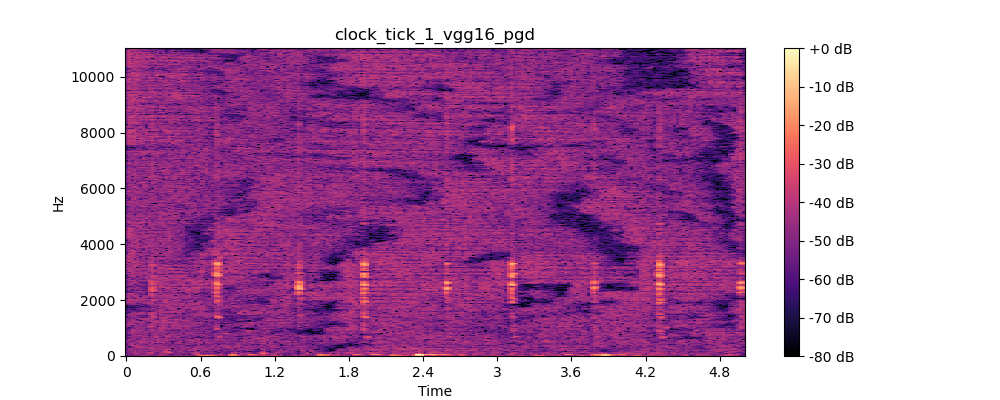 clock_tick_1_vgg16_pgd
10000
8000
6000
4000
2000
0
Hz
0 0.6 1.2 1.8 2.4 3 3.6 4.2 4.8
Time
+0 dB
-10 dB
-20 dB
-30 dB
-40 dB
-50 dB
-60 dB
-70 dB
-80 dB